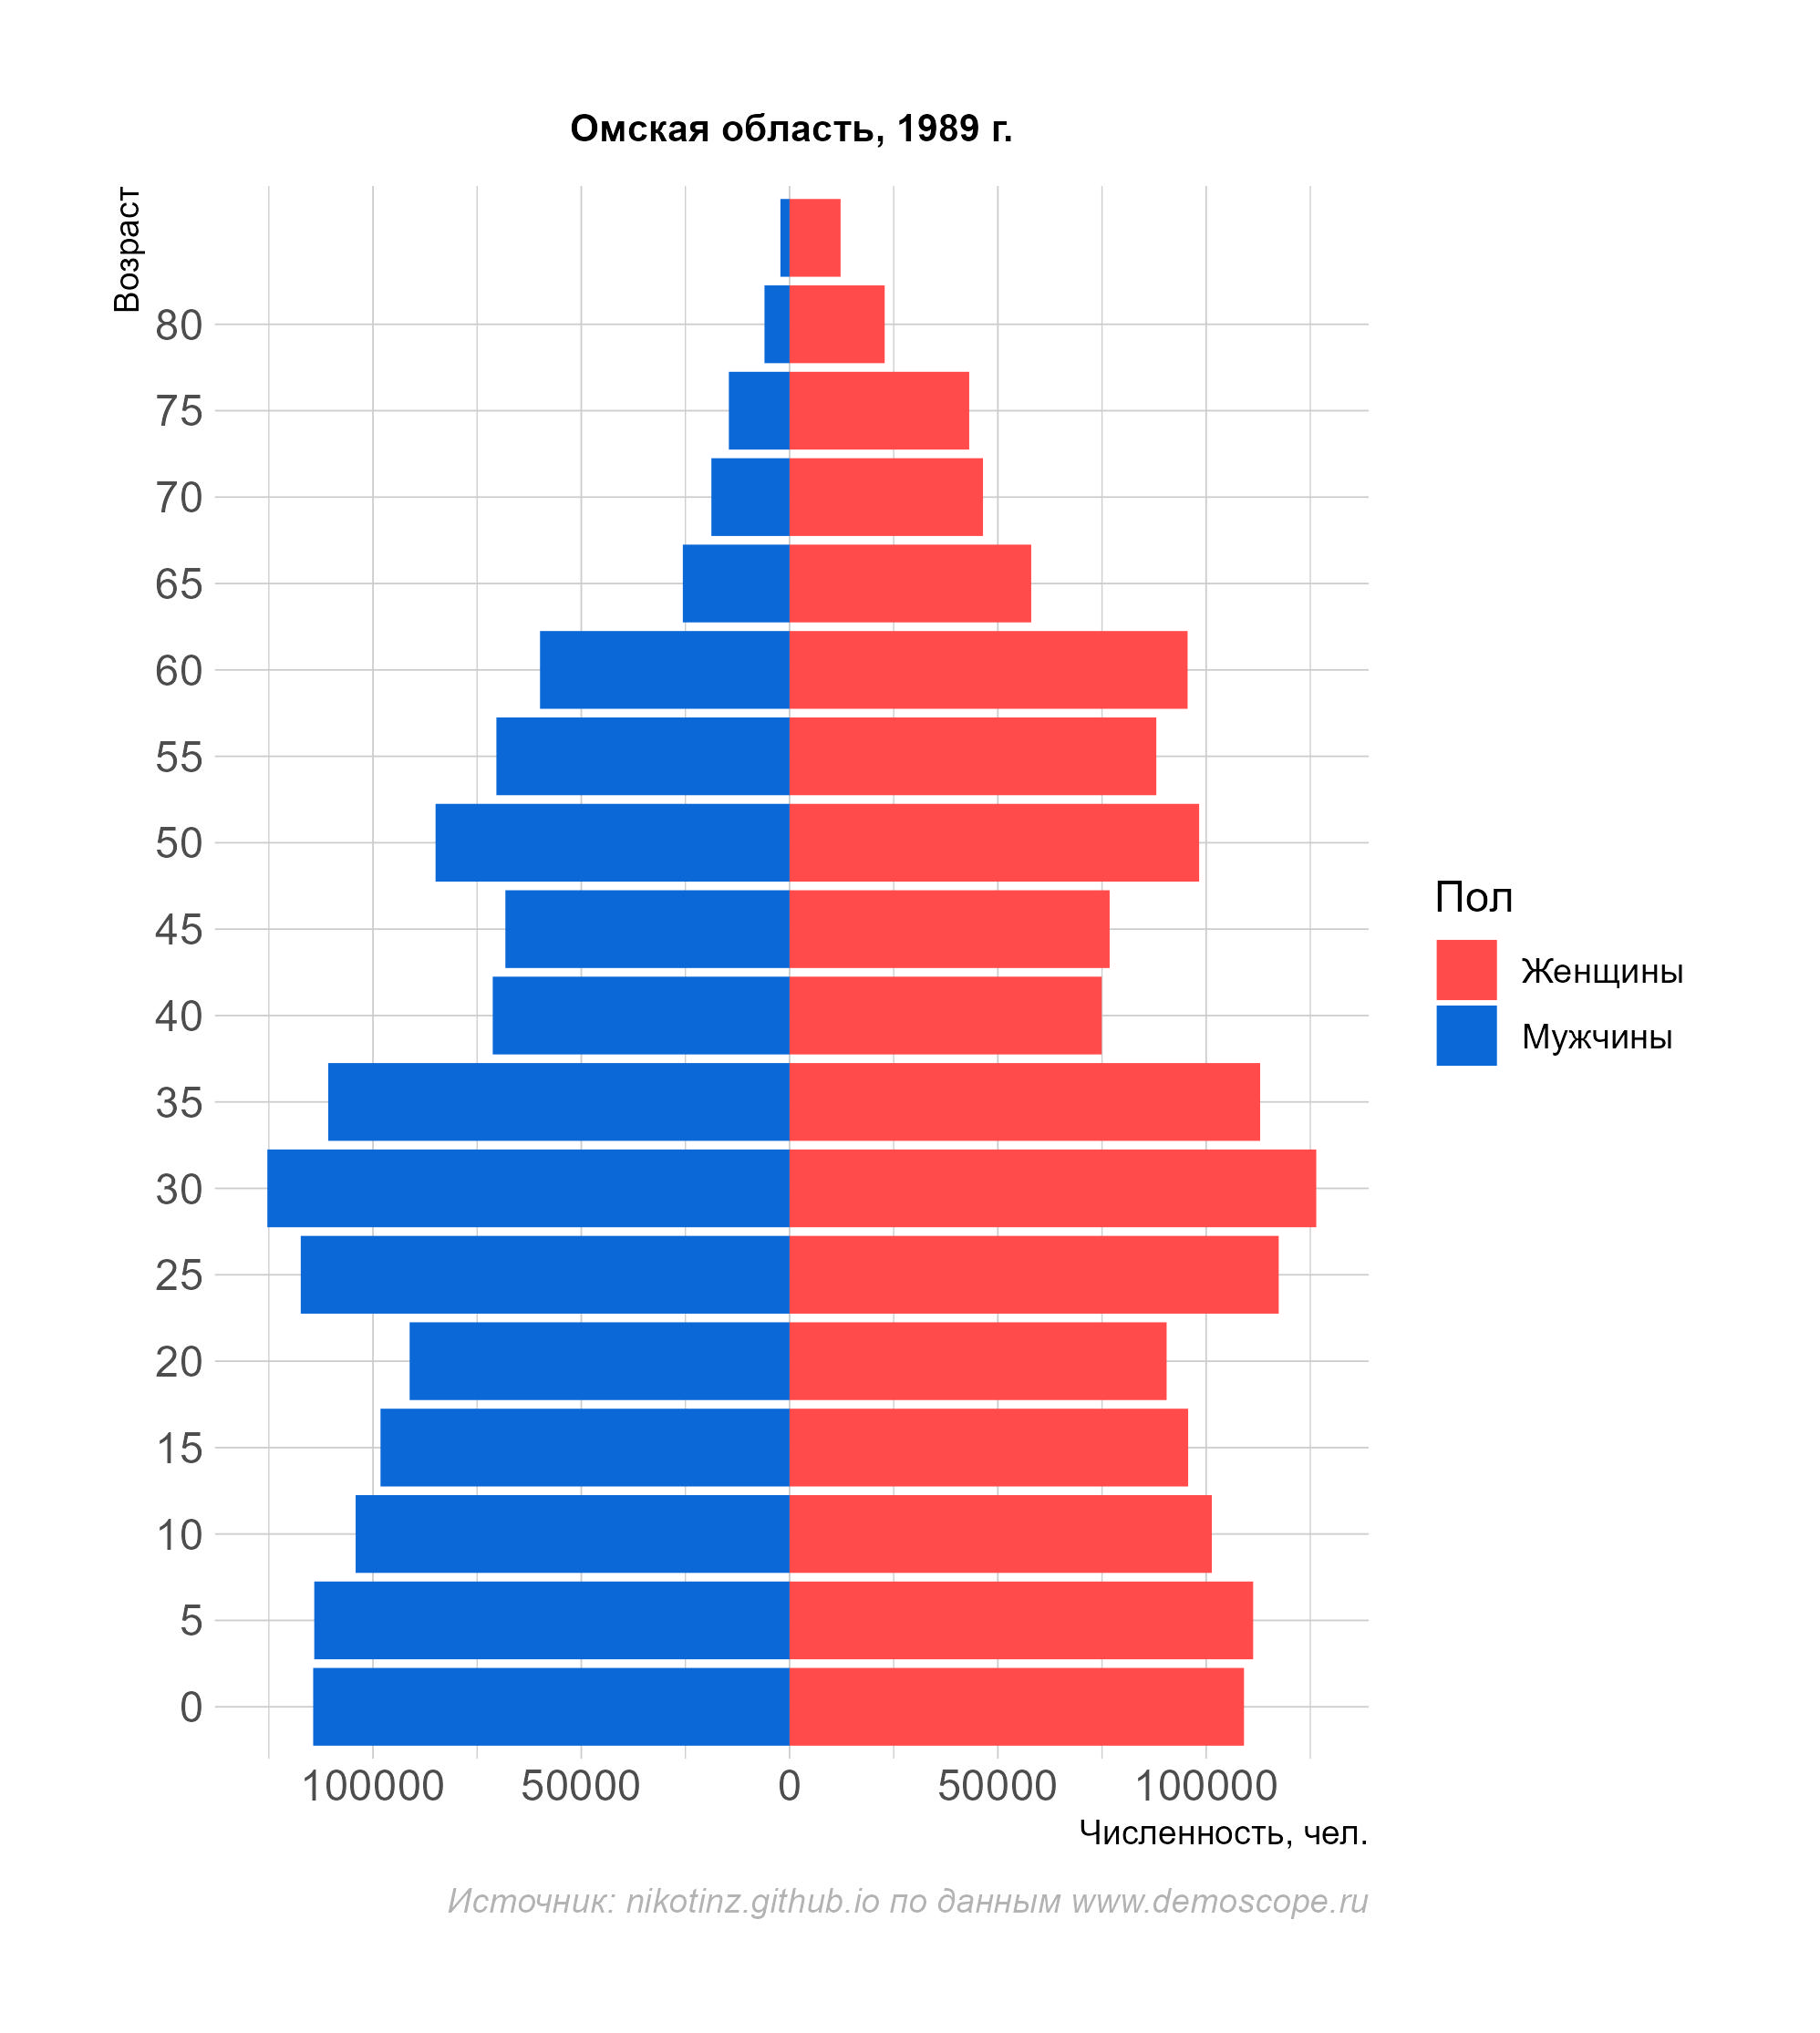 Омская область, 1989 г.
Возраст
80
75
70
65
60
55
50
45
40
35
30
25
20
15
10
5
0
100000 50000 0 50000 100000
Численность, чел.
Пол
Женщины
Мужчины
Источник: nikotinz.github.io по данным www.demoscope.ru